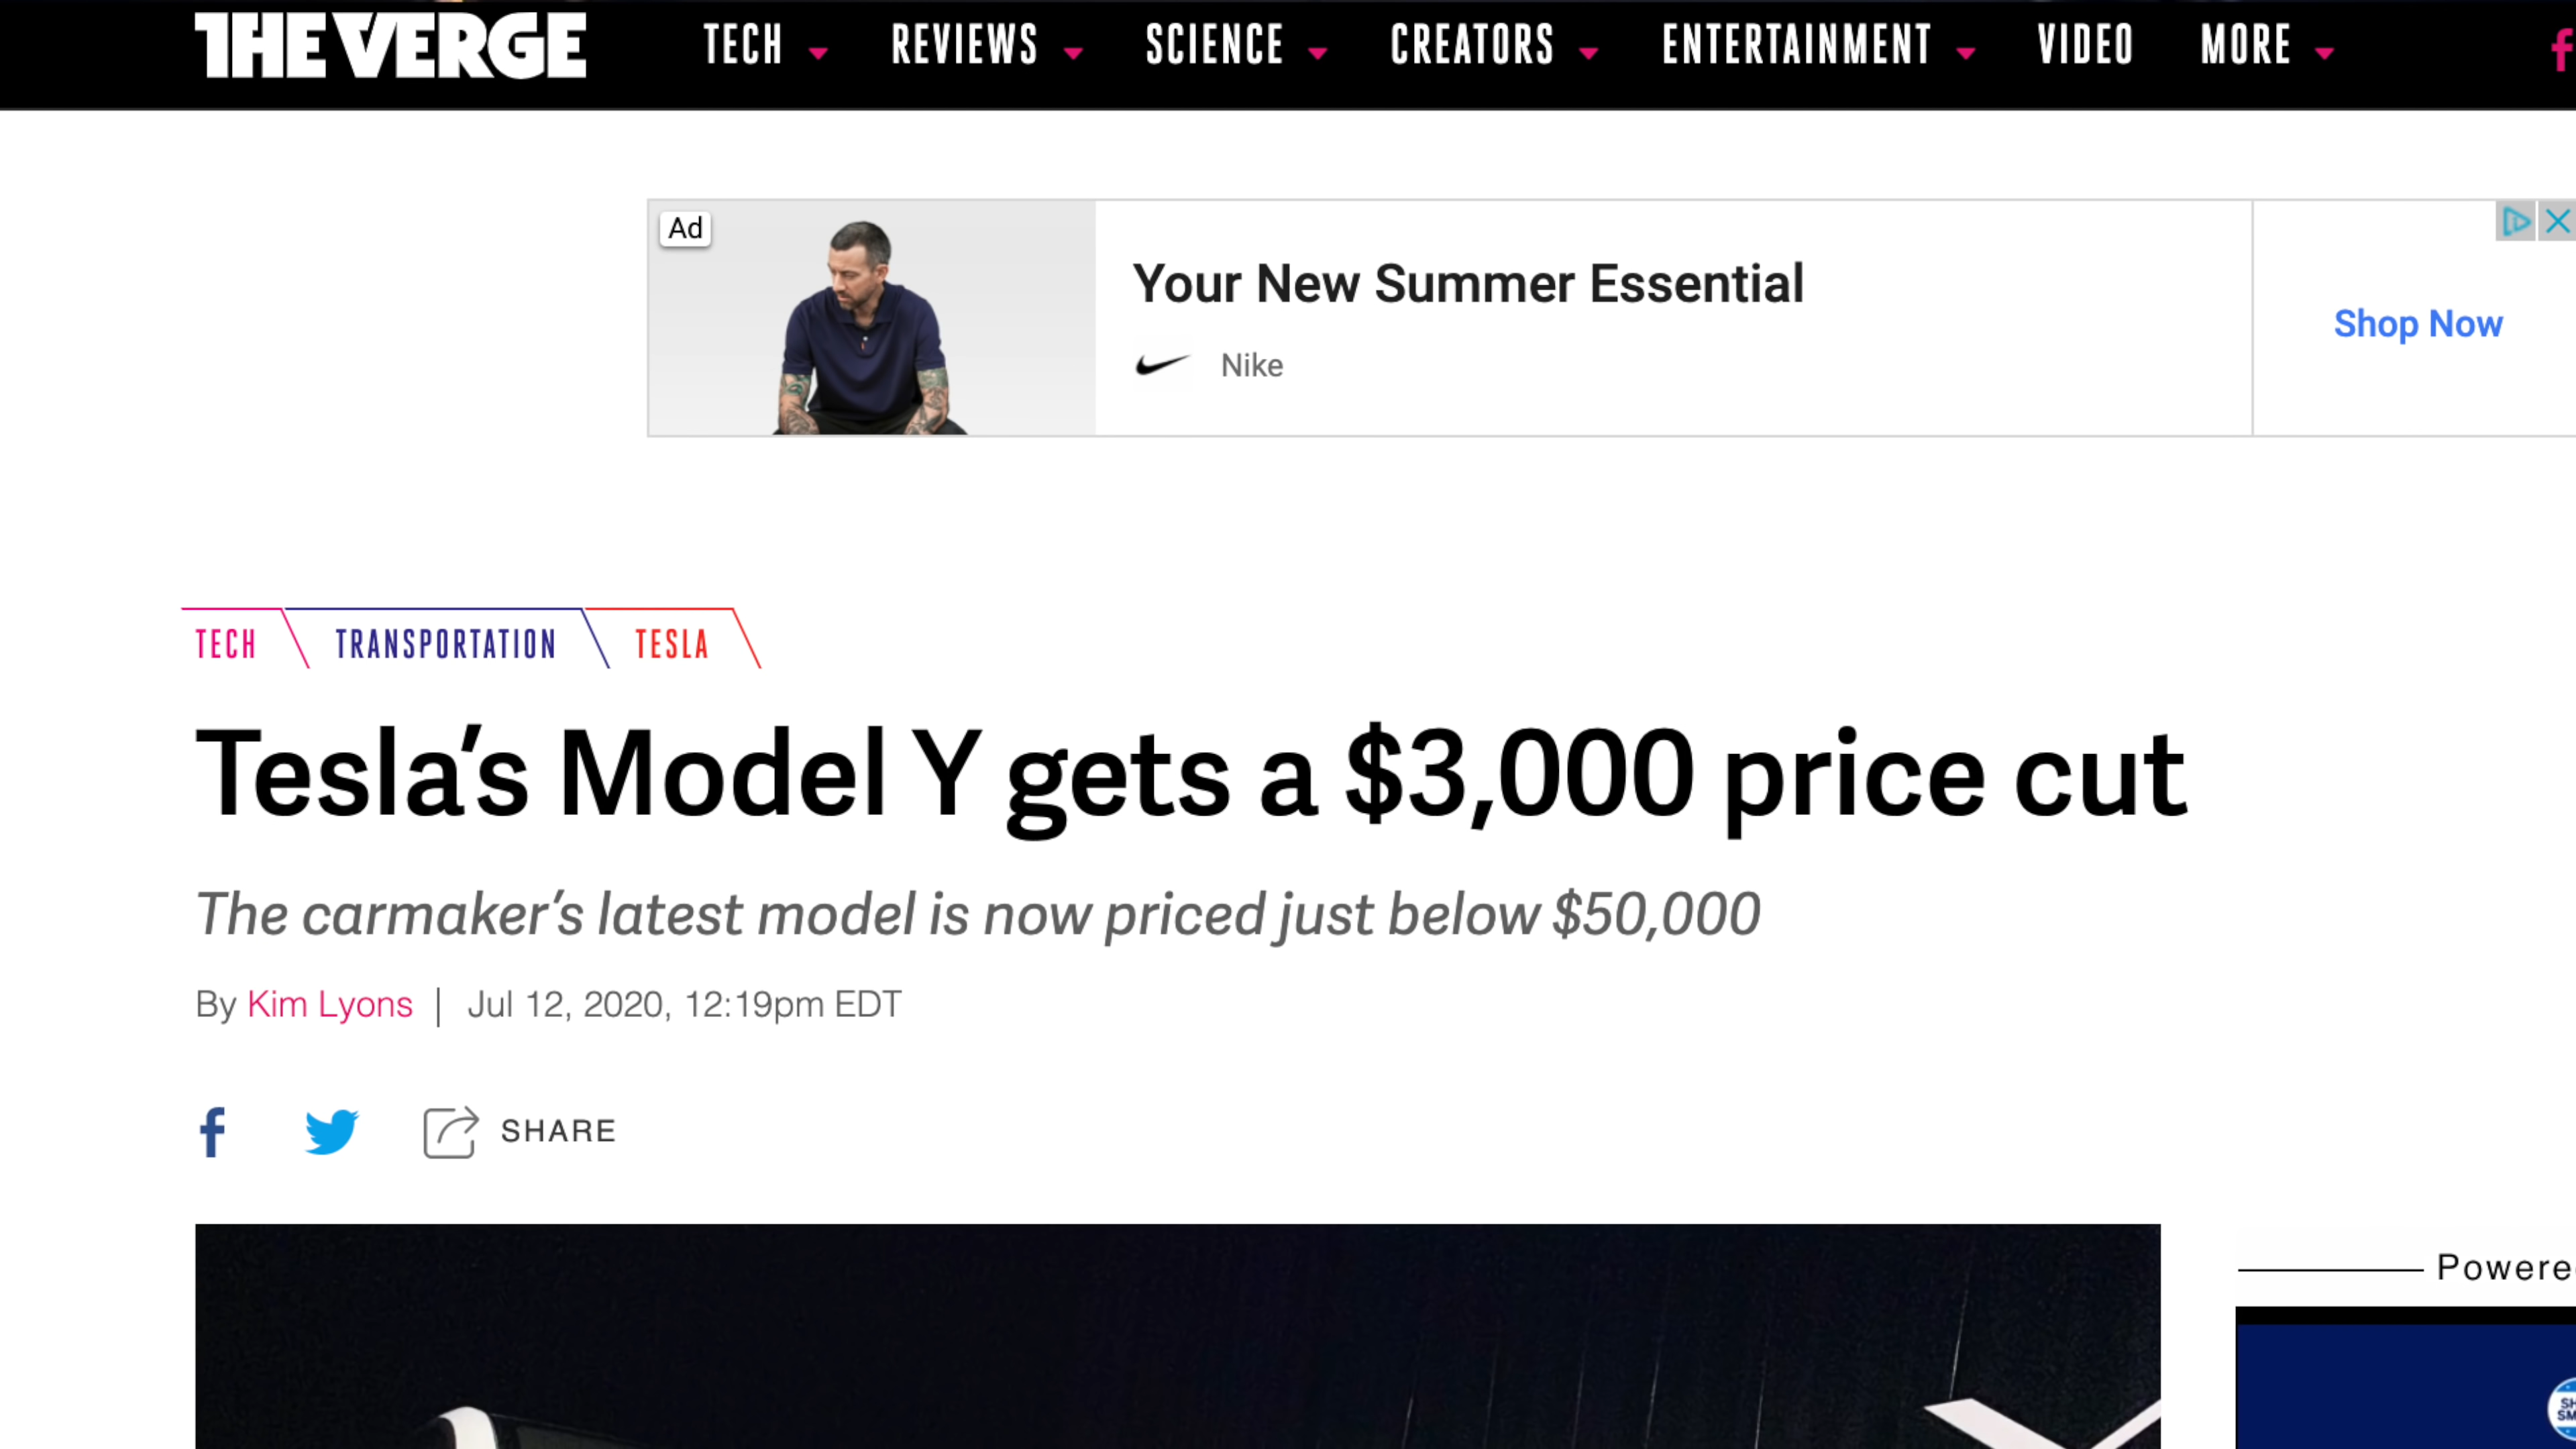 THE VERGE TECH REVIEWS SCIENCE CREATORS ENTERTAINMENT VIDEO MORE
Ad
Your New Summer Essential
Nike
Shop Now
TECH TRANSPORTATION TESLA
Tesla’s Model Y gets a $3,000 price cut
The carmaker’s latest model is now priced just below $50,000
By Kim Lyons | Jul 12, 2020, 12:19pm EDT
SHARE